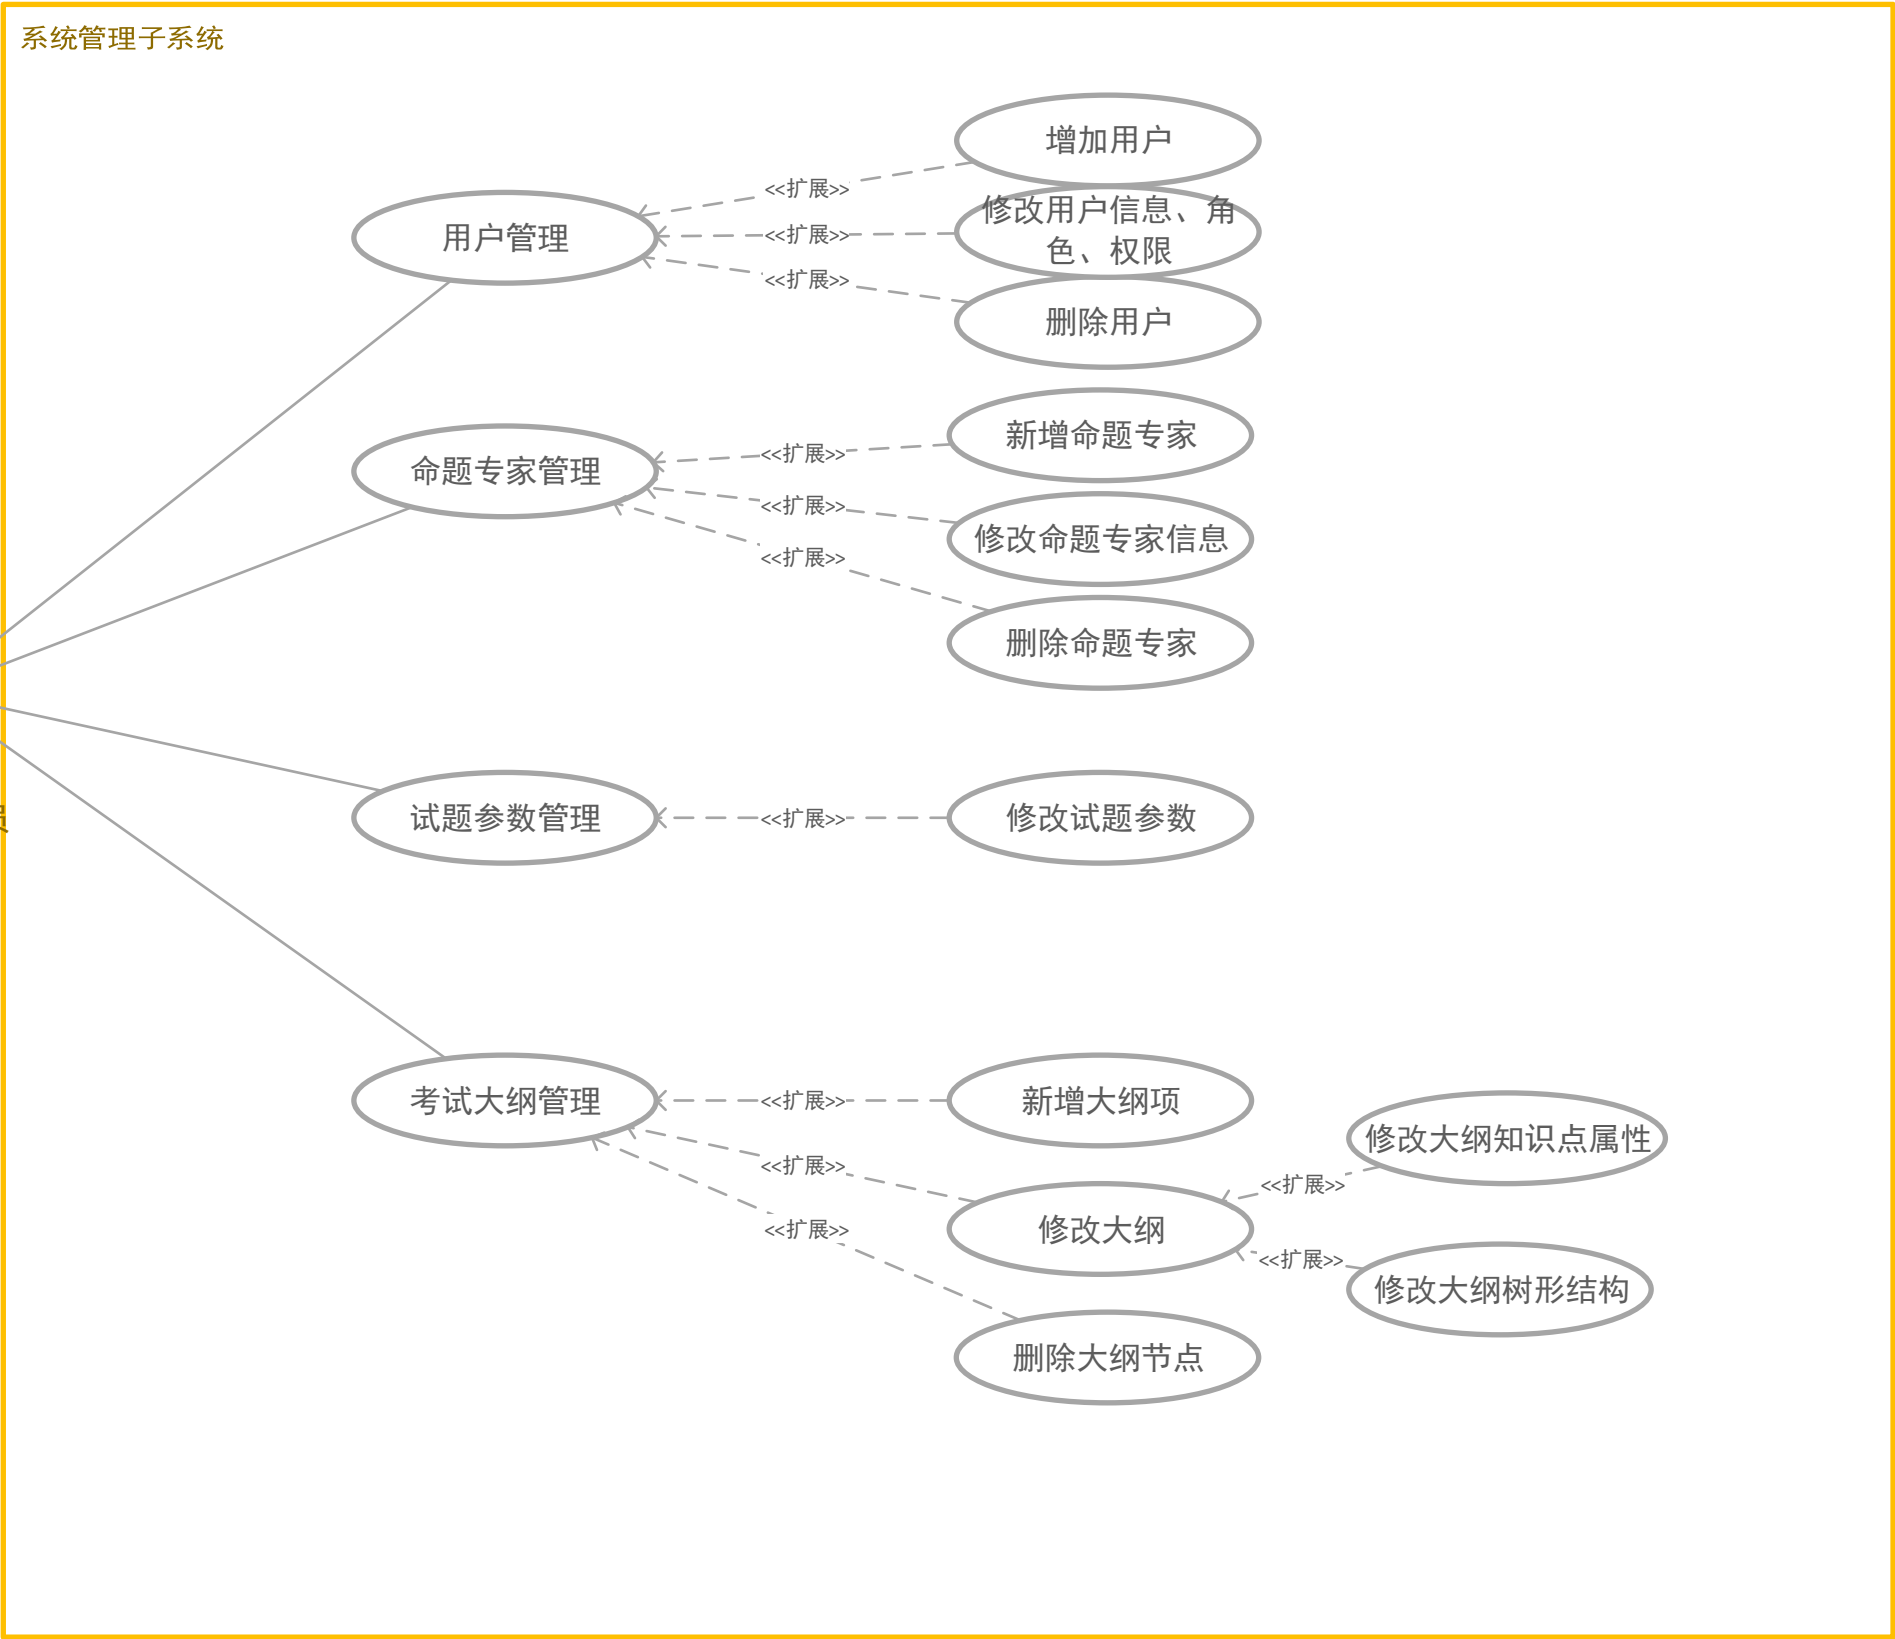 系统管理子系统
增加用户
<<扩展>>
用户管理
<<扩展>>
修改用户信息、角
色、权限
<<扩展>>
删除用户
新增命题专家
<<扩展>>
命题专家管理
<<扩展>>
修改命题专家信息
<<扩展>>
删除命题专家
试题参数管理
<<扩展>>
修改试题参数
考试大纲管理
<<扩展>>
新增大纲项
修改大纲知识点属性
<<扩展>>
<<扩展>>
修改大纲
<<扩展>>
<<扩展>>
修改大纲树形结构
删除大纲节点